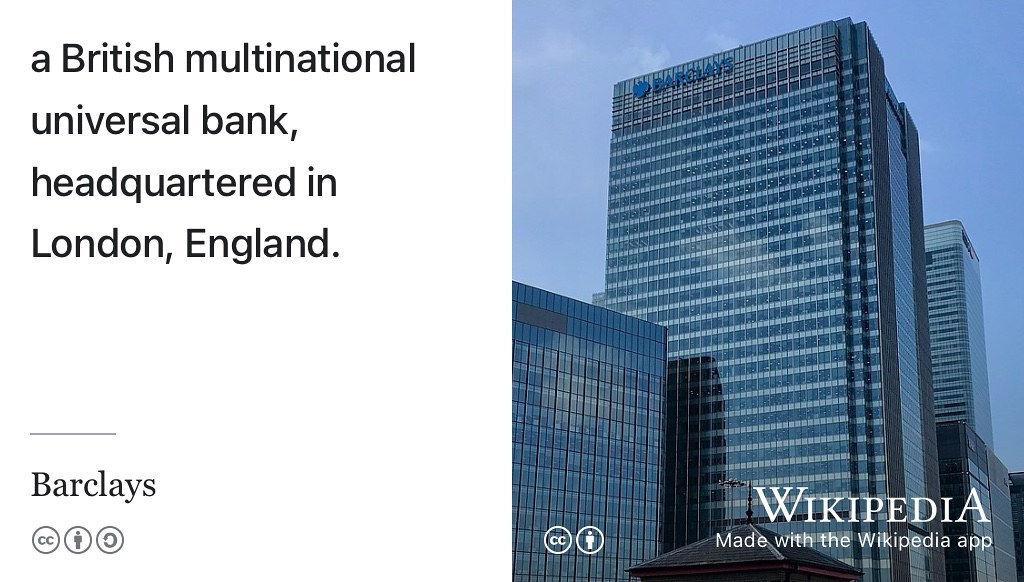 a British multinational
universal bank,
headquartered in
London, England.
Barclays
BARCLAYS
WIKIPEDIA
Made with the Wikipedia app